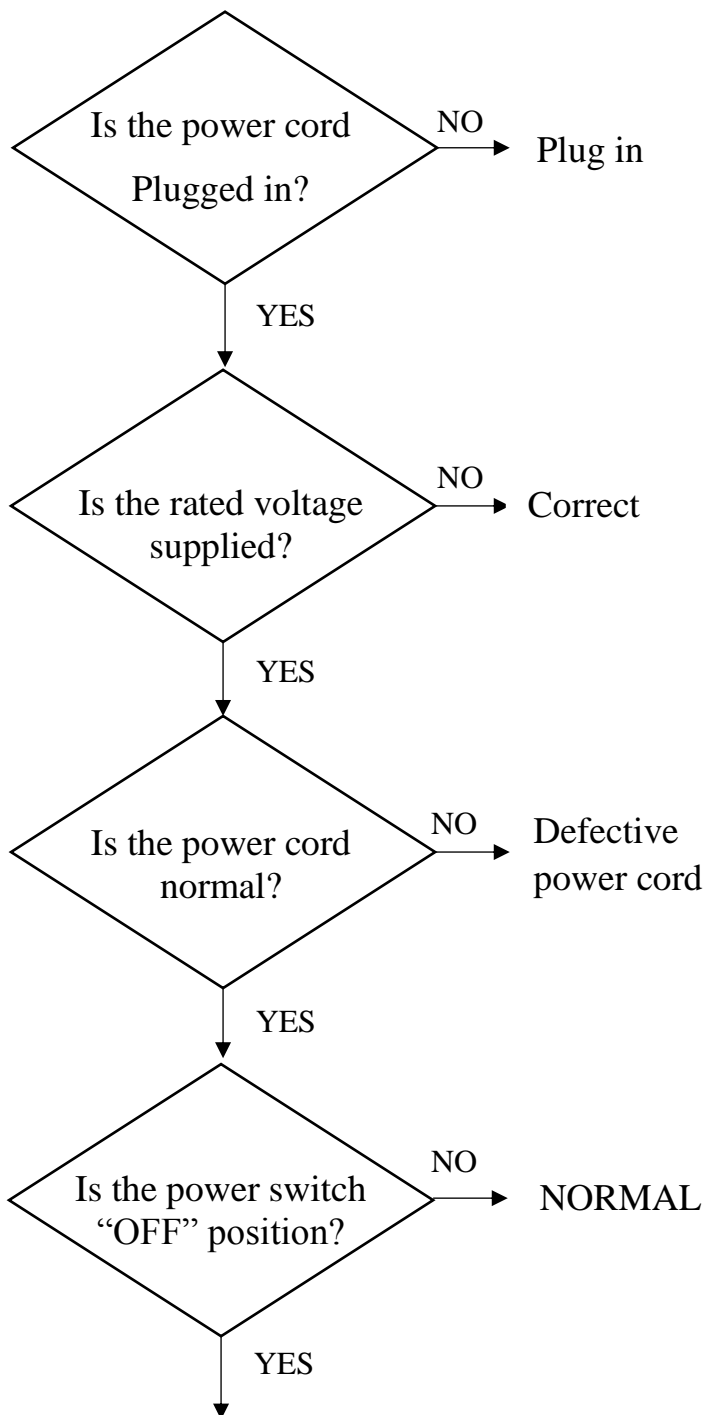 Is the power cord
Plugged in?
NO
Plug in
YES
Is the rated voltage
supplied?
NO
Correct
YES
Is the power cord
normal?
NO
Defective
power cord
YES
Is the power switch
“OFF” position?
NO
NORMAL
YES